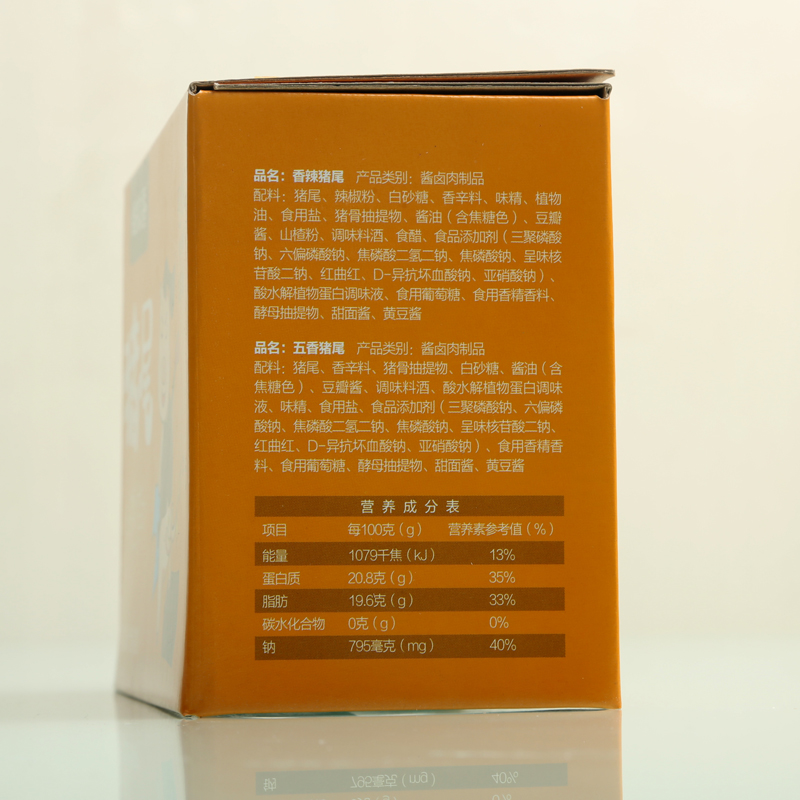 品名：香辣猪尾 产品类别：酱卤肉制品
配料：猪尾、辣椒粉、白砂糖、香辛料、味精、植物
油、食用盐、猪骨抽提物、酱油（含焦糖色）、豆瓣
酱、山楂粉、调味料酒、食醋、食品添加剂（三聚磷酸
钠、六偏磷酸钠、焦磷酸二氢二钠、焦磷酸钠、呈味核
苷酸二钠、红曲红、D-异抗坏血酸钠、亚硝酸钠）、
酸水解植物蛋白调味液、食用葡萄糖、食用香精香料、
酵母抽提物、甜面酱、黄豆酱
品名：五香猪尾 产品类别：酱卤肉制品
配料：猪尾、香辛料、猪骨抽提物、白砂糖、酱油（含
焦糖色）、豆瓣酱、调味料酒、酸水解植物蛋白调味
液、味精、食用盐、食品添加剂（三聚磷酸钠、六偏磷
酸钠、焦磷酸二氢二钠、焦磷酸钠、呈味核苷酸二钠、
红曲红、D-异抗坏血酸钠、亚硝酸钠）、食用香精香
料、食用葡萄糖、酵母抽提物、甜面酱、黄豆酱
营养成分表
项目 每100克（g） 营养素参考值（%）
能量 1079千焦（kJ） 13%
蛋白质 20.8克（g） 35%
脂肪 19.6克（g） 33%
碳水化合物 0克（g） 0%
钠 795毫克（mg） 40%